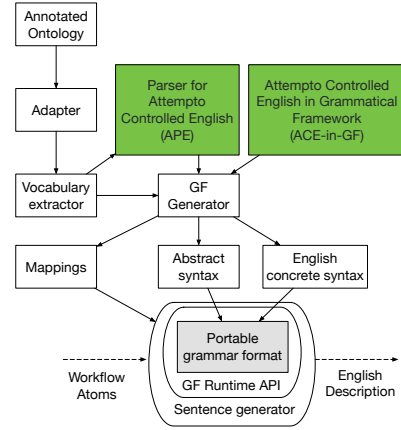 Annotated
Ontology
Adapter
Parser for
Attempto
Controlled English
(APE)
Attempto Controlled
English in Grammatical
Framework
(ACE-in-GF)
Vocabulary
extractor
GF
Generator
Mappings
Abstract
syntax
English
concrete syntax
Portable
grammar format
GF Runtime API
Sentence generator
Workflow
Atoms
English
Description